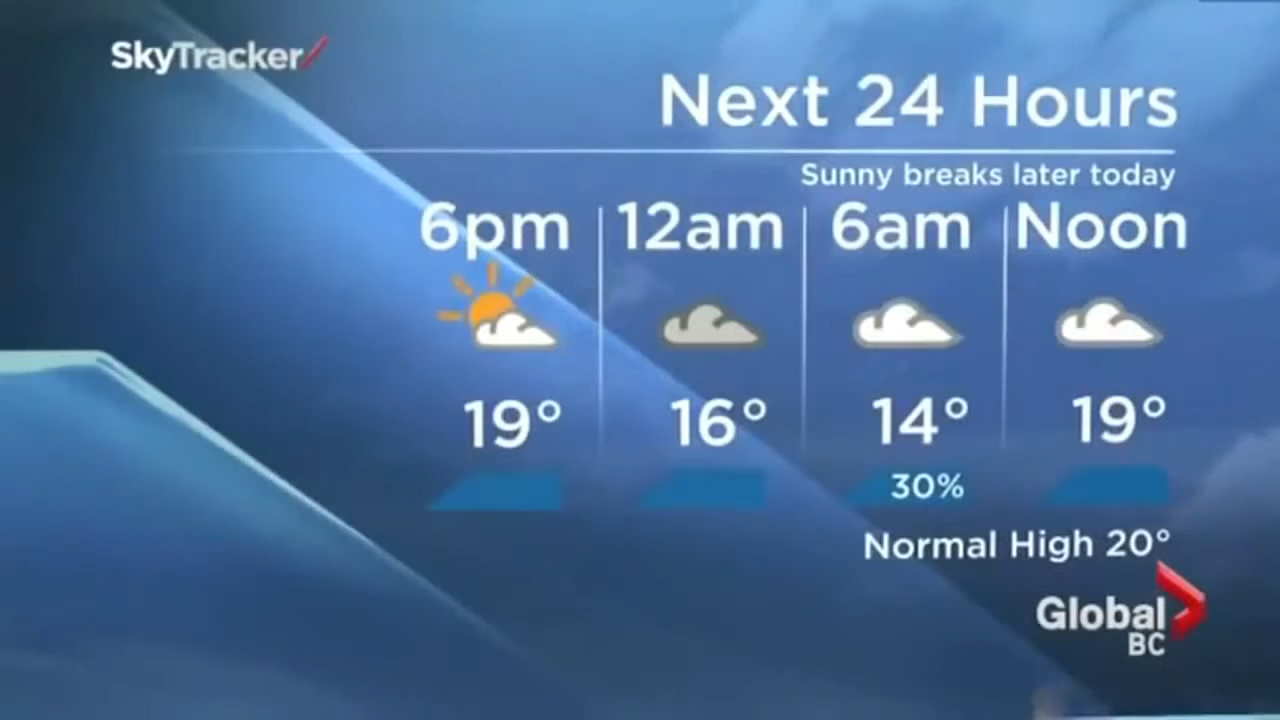 SkyTracker
Next 24 Hours
Sunny breaks later today
6pm 12am 6am Noon
19° 16° 14° 19°
30%
Normal High 20°
Global
BC